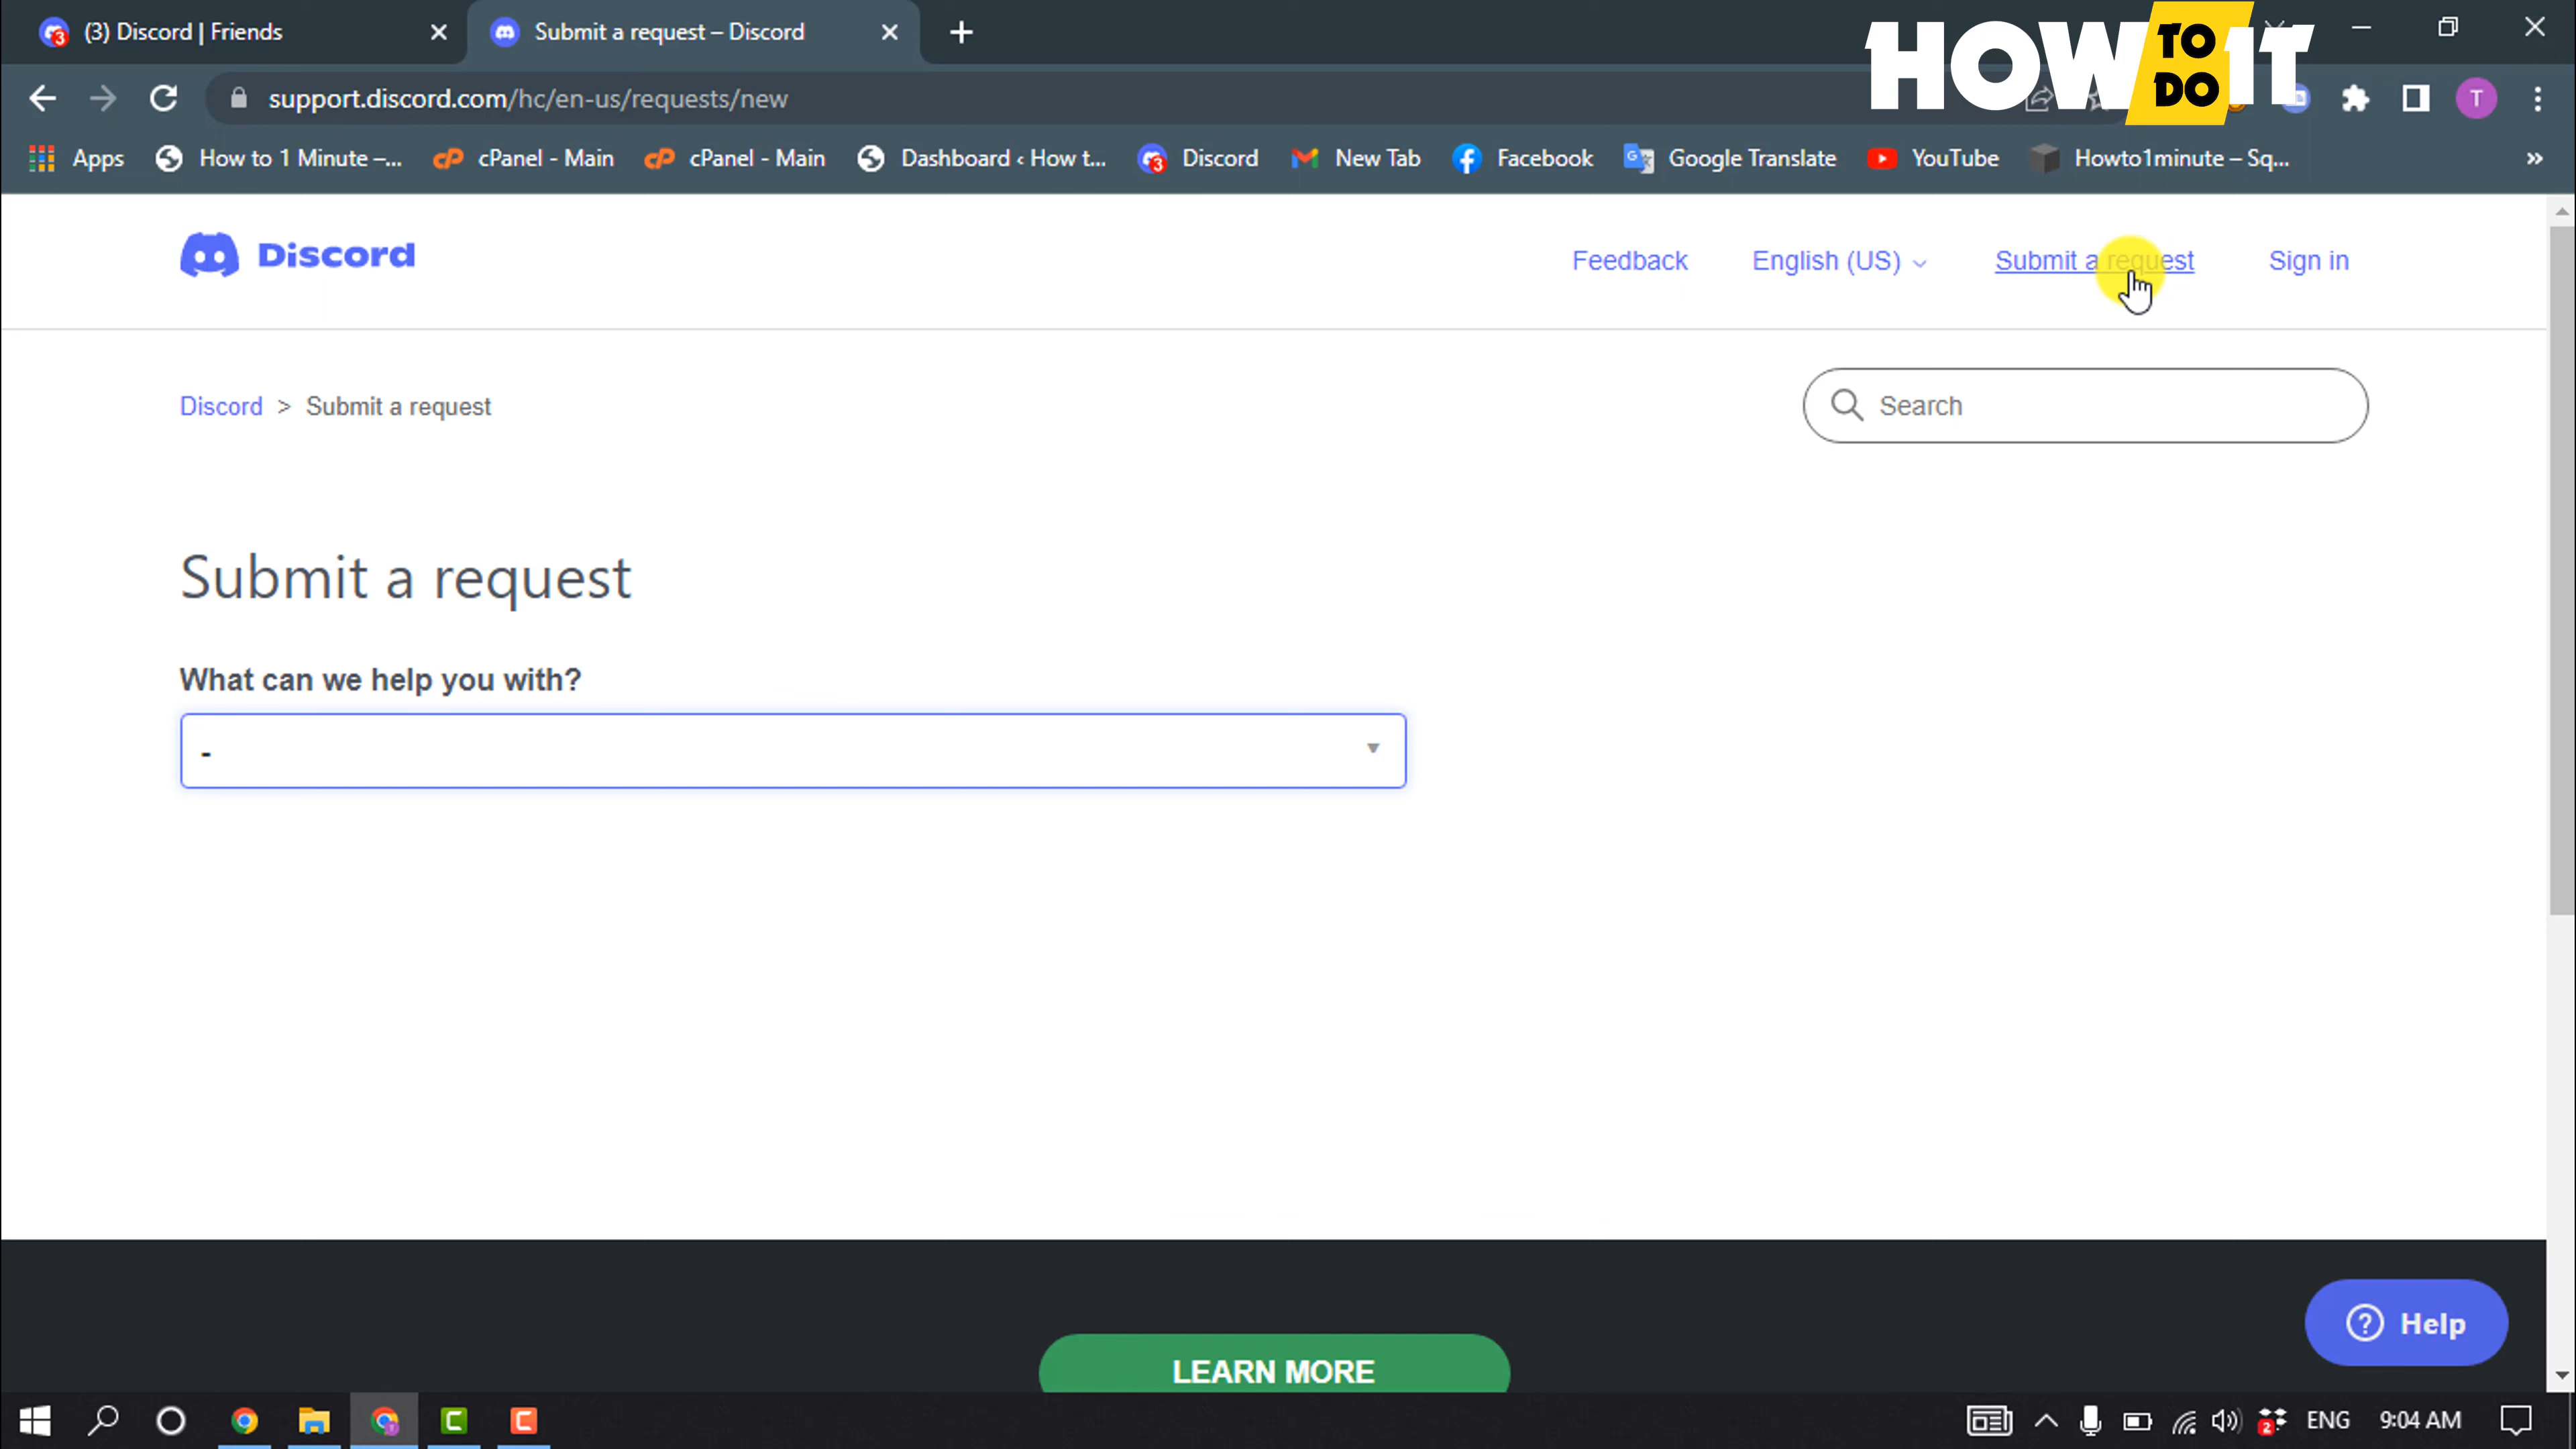 (3) Discord | Friends
Submit a request – Discord
HOW TO DO IT
support.discord.com/hc/en-us/requests/new
T
Apps
How to 1 Minute –...
cPanel - Main
cPanel - Main
Dashboard ‹ How t...
3
Discord
New Tab
Facebook
Google Translate
YouTube
Howto1minute – Sq...
»
Discord
Feedback
English (US)
Submit a request
Sign in
Discord > Submit a request
Search
Submit a request
What can we help you with?
-
Help
LEARN MORE
2
ENG
9:04 AM